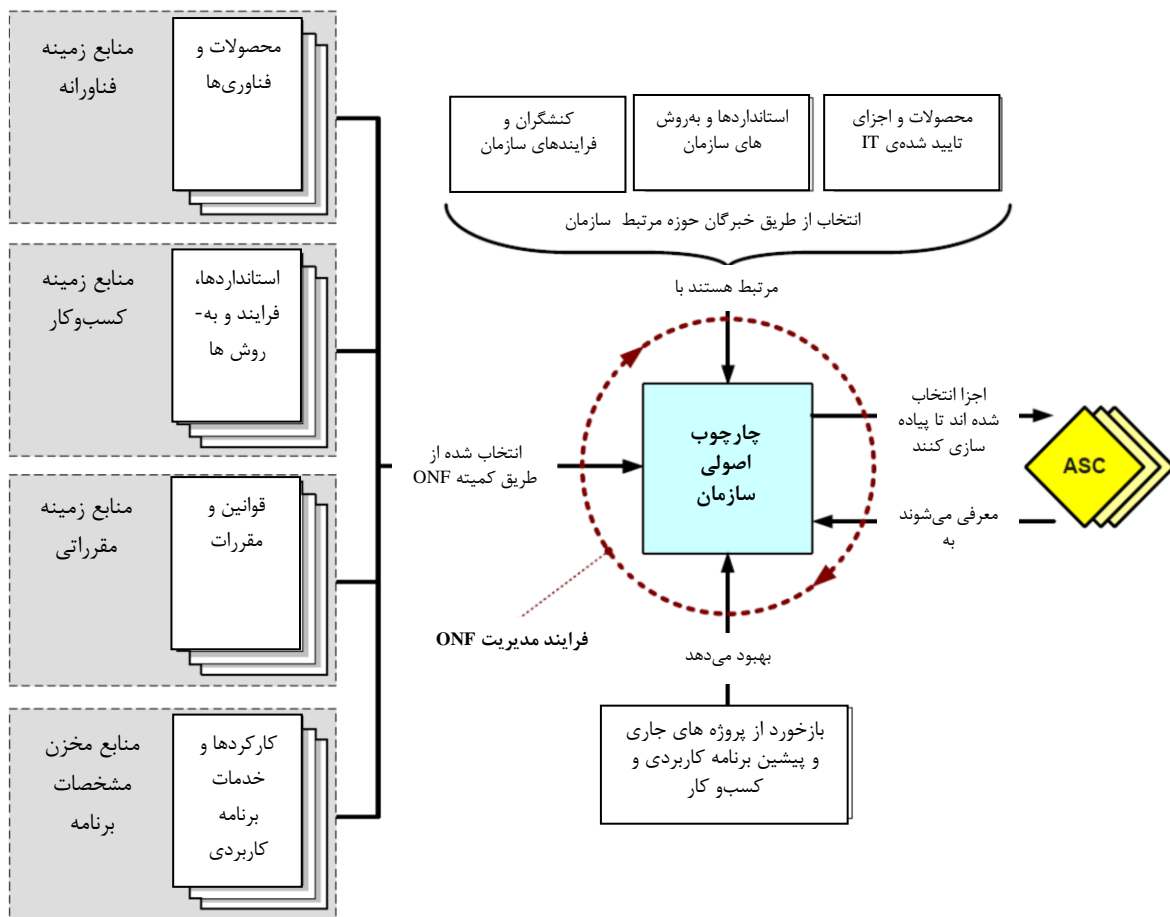 منابع زمینه
فناورانه
محصولات و
فناوری‌ها
منابع زمینه
کسب‌وکار
استانداردها،
فرایند و به-
روش ها
منابع زمینه
مقرراتی
قوانین و
مقررات
منابع مخزن
مشخصات
برنامه
کارکردها و
خدمات
برنامه
کاربردی
کنشگران و
فرایندهای سازمان
استانداردها و به‌روش
های سازمان
محصولات و اجزای
تایید شده‌ی IT
انتخاب از طریق خبرگان حوزه مرتبط سازمان
مرتبط هستند با
انتخاب شده از
طریق کمیته ONF
چارچوب
اصولی
سازمان
اجزا انتخاب
شده اند تا پیاده
سازی کنند
ASC
معرفی می‌شوند
به
فرایند مدیریت ONF
بهبود می‌دهد
بازخورد از پروژه های جاری
و پیشین برنامه کاربردی و
کسب‌و کار